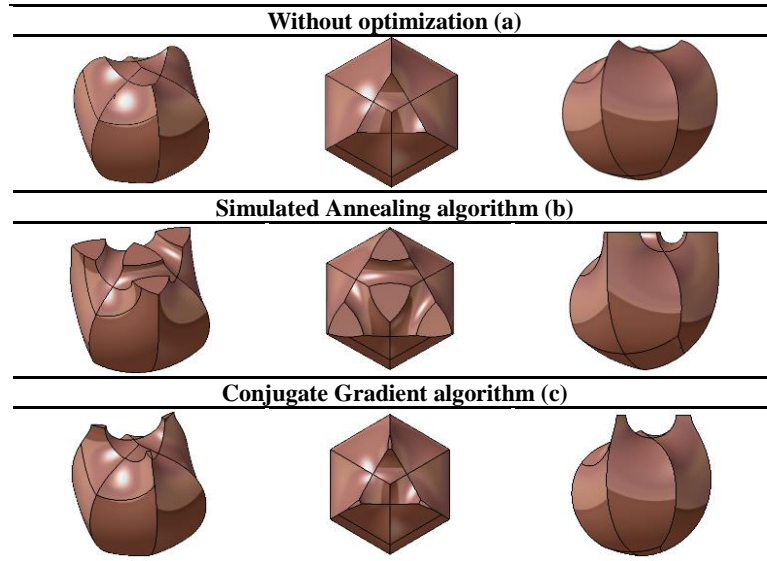 Without optimization (a)
Simulated Annealing algorithm (b)
Conjugate Gradient algorithm (c)